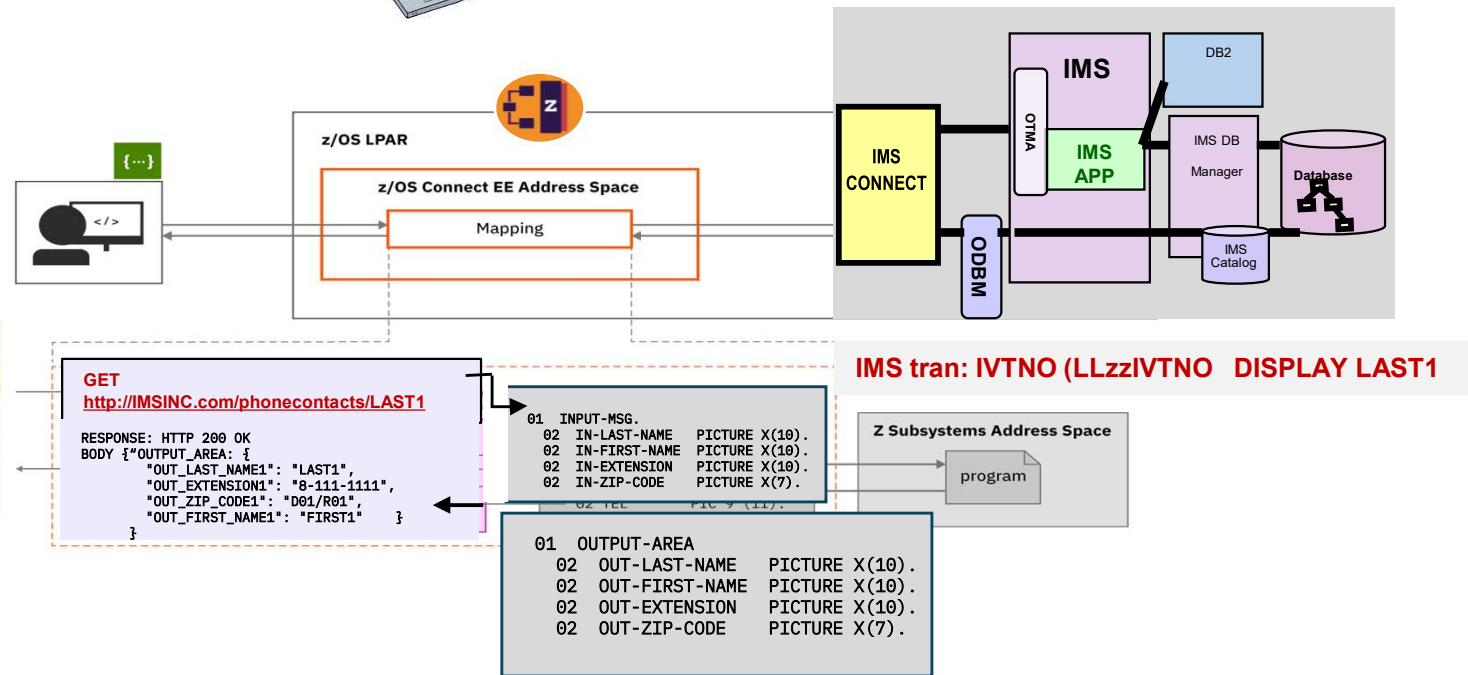 {...}
</>
z/OS LPAR
Z
z/OS Connect EE Address Space
Mapping
IMS
CONNECT
ODBM
IMS
OTMA
IMS
APP
DB2
IMS DB
Manager
IMS
Catalog
Database
IMS tran: IVTNO (LLzzIVTNO   DISPLAY LAST1
GET
http://IMSINC.com/phonecontacts/LAST1
RESPONSE: HTTP 200 OK
BODY {"OUTPUT_AREA: {
"OUT_LAST_NAME1": "LAST1",
"OUT_EXTENSION1": "8-111-1111",
"OUT_ZIP_CODE1": "D01/R01",
"OUT_FIRST_NAME1": "FIRST1"    }
}
01  INPUT-MSG.
02  IN-LAST-NAME   PICTURE X(10).
02  IN-FIRST-NAME  PICTURE X(10).
02  IN-EXTENSION   PICTURE X(10).
02  IN-ZIP-CODE    PICTURE X(7).
02 TEL        PIC 9 (11).
01  OUTPUT-AREA
02  OUT-LAST-NAME   PICTURE X(10).
02  OUT-FIRST-NAME  PICTURE X(10).
02  OUT-EXTENSION   PICTURE X(10).
02  OUT-ZIP-CODE    PICTURE X(7).
Z Subsystems Address Space
program